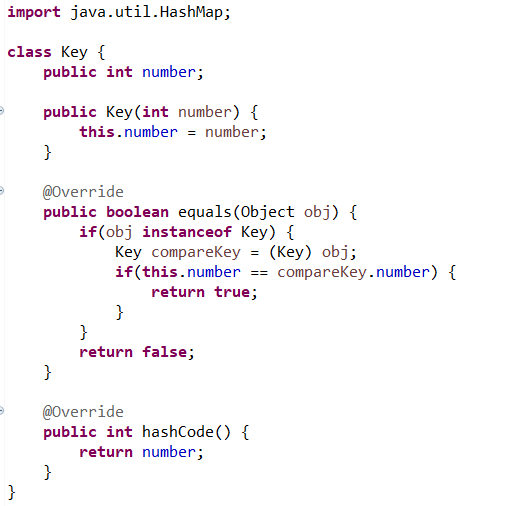 import java.util.HashMap;
class Key {
public int number;
public Key(int number) {
this.number = number;
}
@Override
public boolean equals(Object obj) {
if(obj instanceof Key) {
Key compareKey = (Key) obj;
if(this.number == compareKey.number) {
return true;
}
}
return false;
}
@Override
public int hashCode() {
return number;
}
}